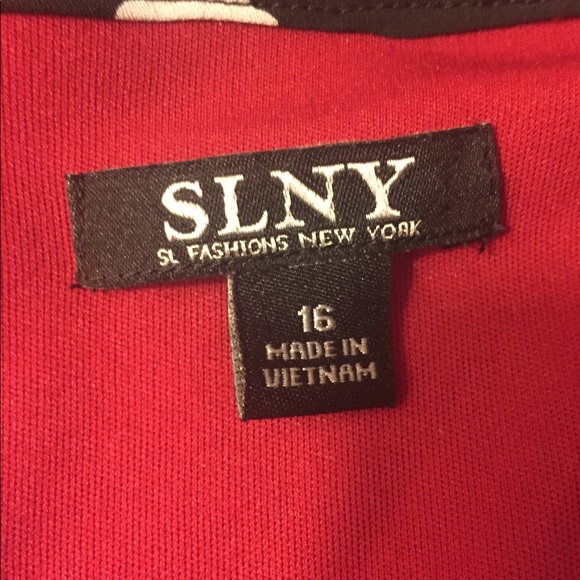 SLNY
SL FASHIONS NEW YORK
16
MADE IN
VIETNAM